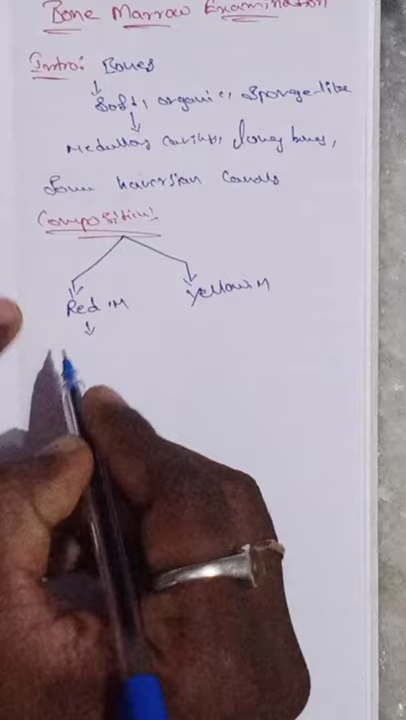 Bone Marrow Examination
Intro: Bones
Soft, organic, Sponge-like
Medullary cavities, long bones,
Some haversian Canals
Composition:
Red.M Yellow.M